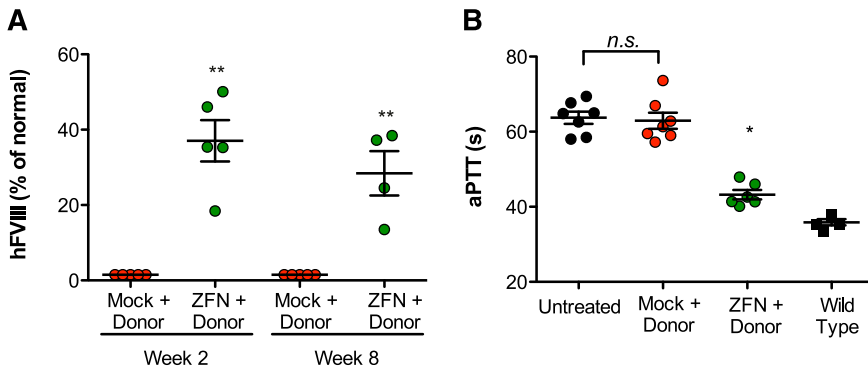 A
hFVIII (% of normal)
60
40
20
0
**
**
Mock +
Donor
ZFN +
Donor
Mock +
Donor
ZFN +
Donor
Week 2
Week 8
B
aPTT (s)
80
60
40
20
n.s.
*
Untreated
Mock +
Donor
ZFN +
Donor
Wild
Type